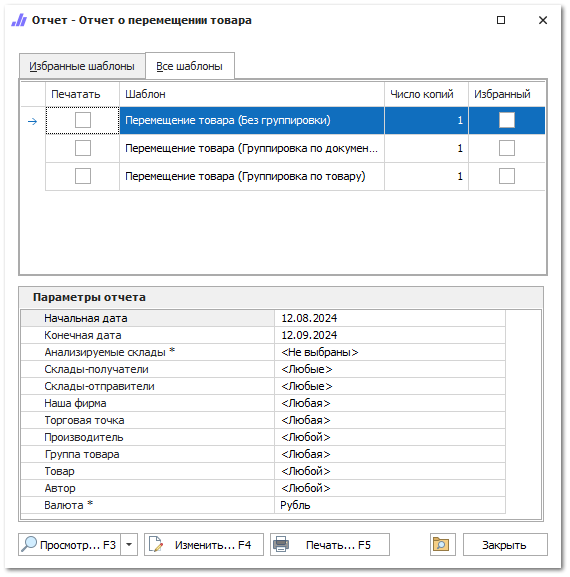 Отчет - Отчет о перемещении товара
Избранные шаблоны Все шаблоны
Печатать Шаблон Число копий Избранный
Перемещение товара (Без группировки) 1
Перемещение товара (Группировка по докумен... 1
Перемещение товара (Группировка по товару) 1
Параметры отчета
Начальная дата 12.08.2024
Конечная дата 12.09.2024
Анализируемые склады * <Не выбраны>
Склады-получатели <Любые>
Склады-отправители <Любые>
Наша фирма <Любая>
Торговая точка <Любая>
Производитель <Любой>
Группа товара <Любая>
Товар <Любой>
Автор <Любой>
Валюта * Рубль
Просмотр... F3 Изменить... F4 Печать... F5 Закрыть